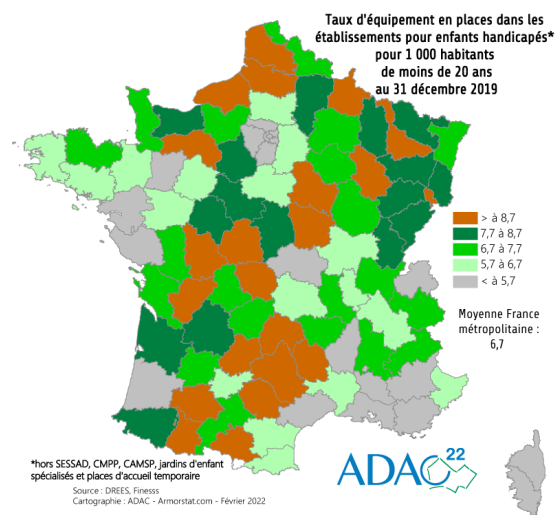 Taux d'équipement en places dans les
établissements pour enfants handicapés*
pour 1 000 habitants
de moins de 20 ans
au 31 décembre 2019
> à 8,7
7,7 à 8,7
6,7 à 7,7
5,7 à 6,7
< à 5,7
Moyenne France
métropolitaine :
6,7
*hors SESSAD, CMPP, CAMSP, jardins d'enfant
spécialisés et places d'accueil temporaire
Source : DREES, Finesss
Cartographie : ADAC - Armorstat.com - Février 2022
ADAC 22